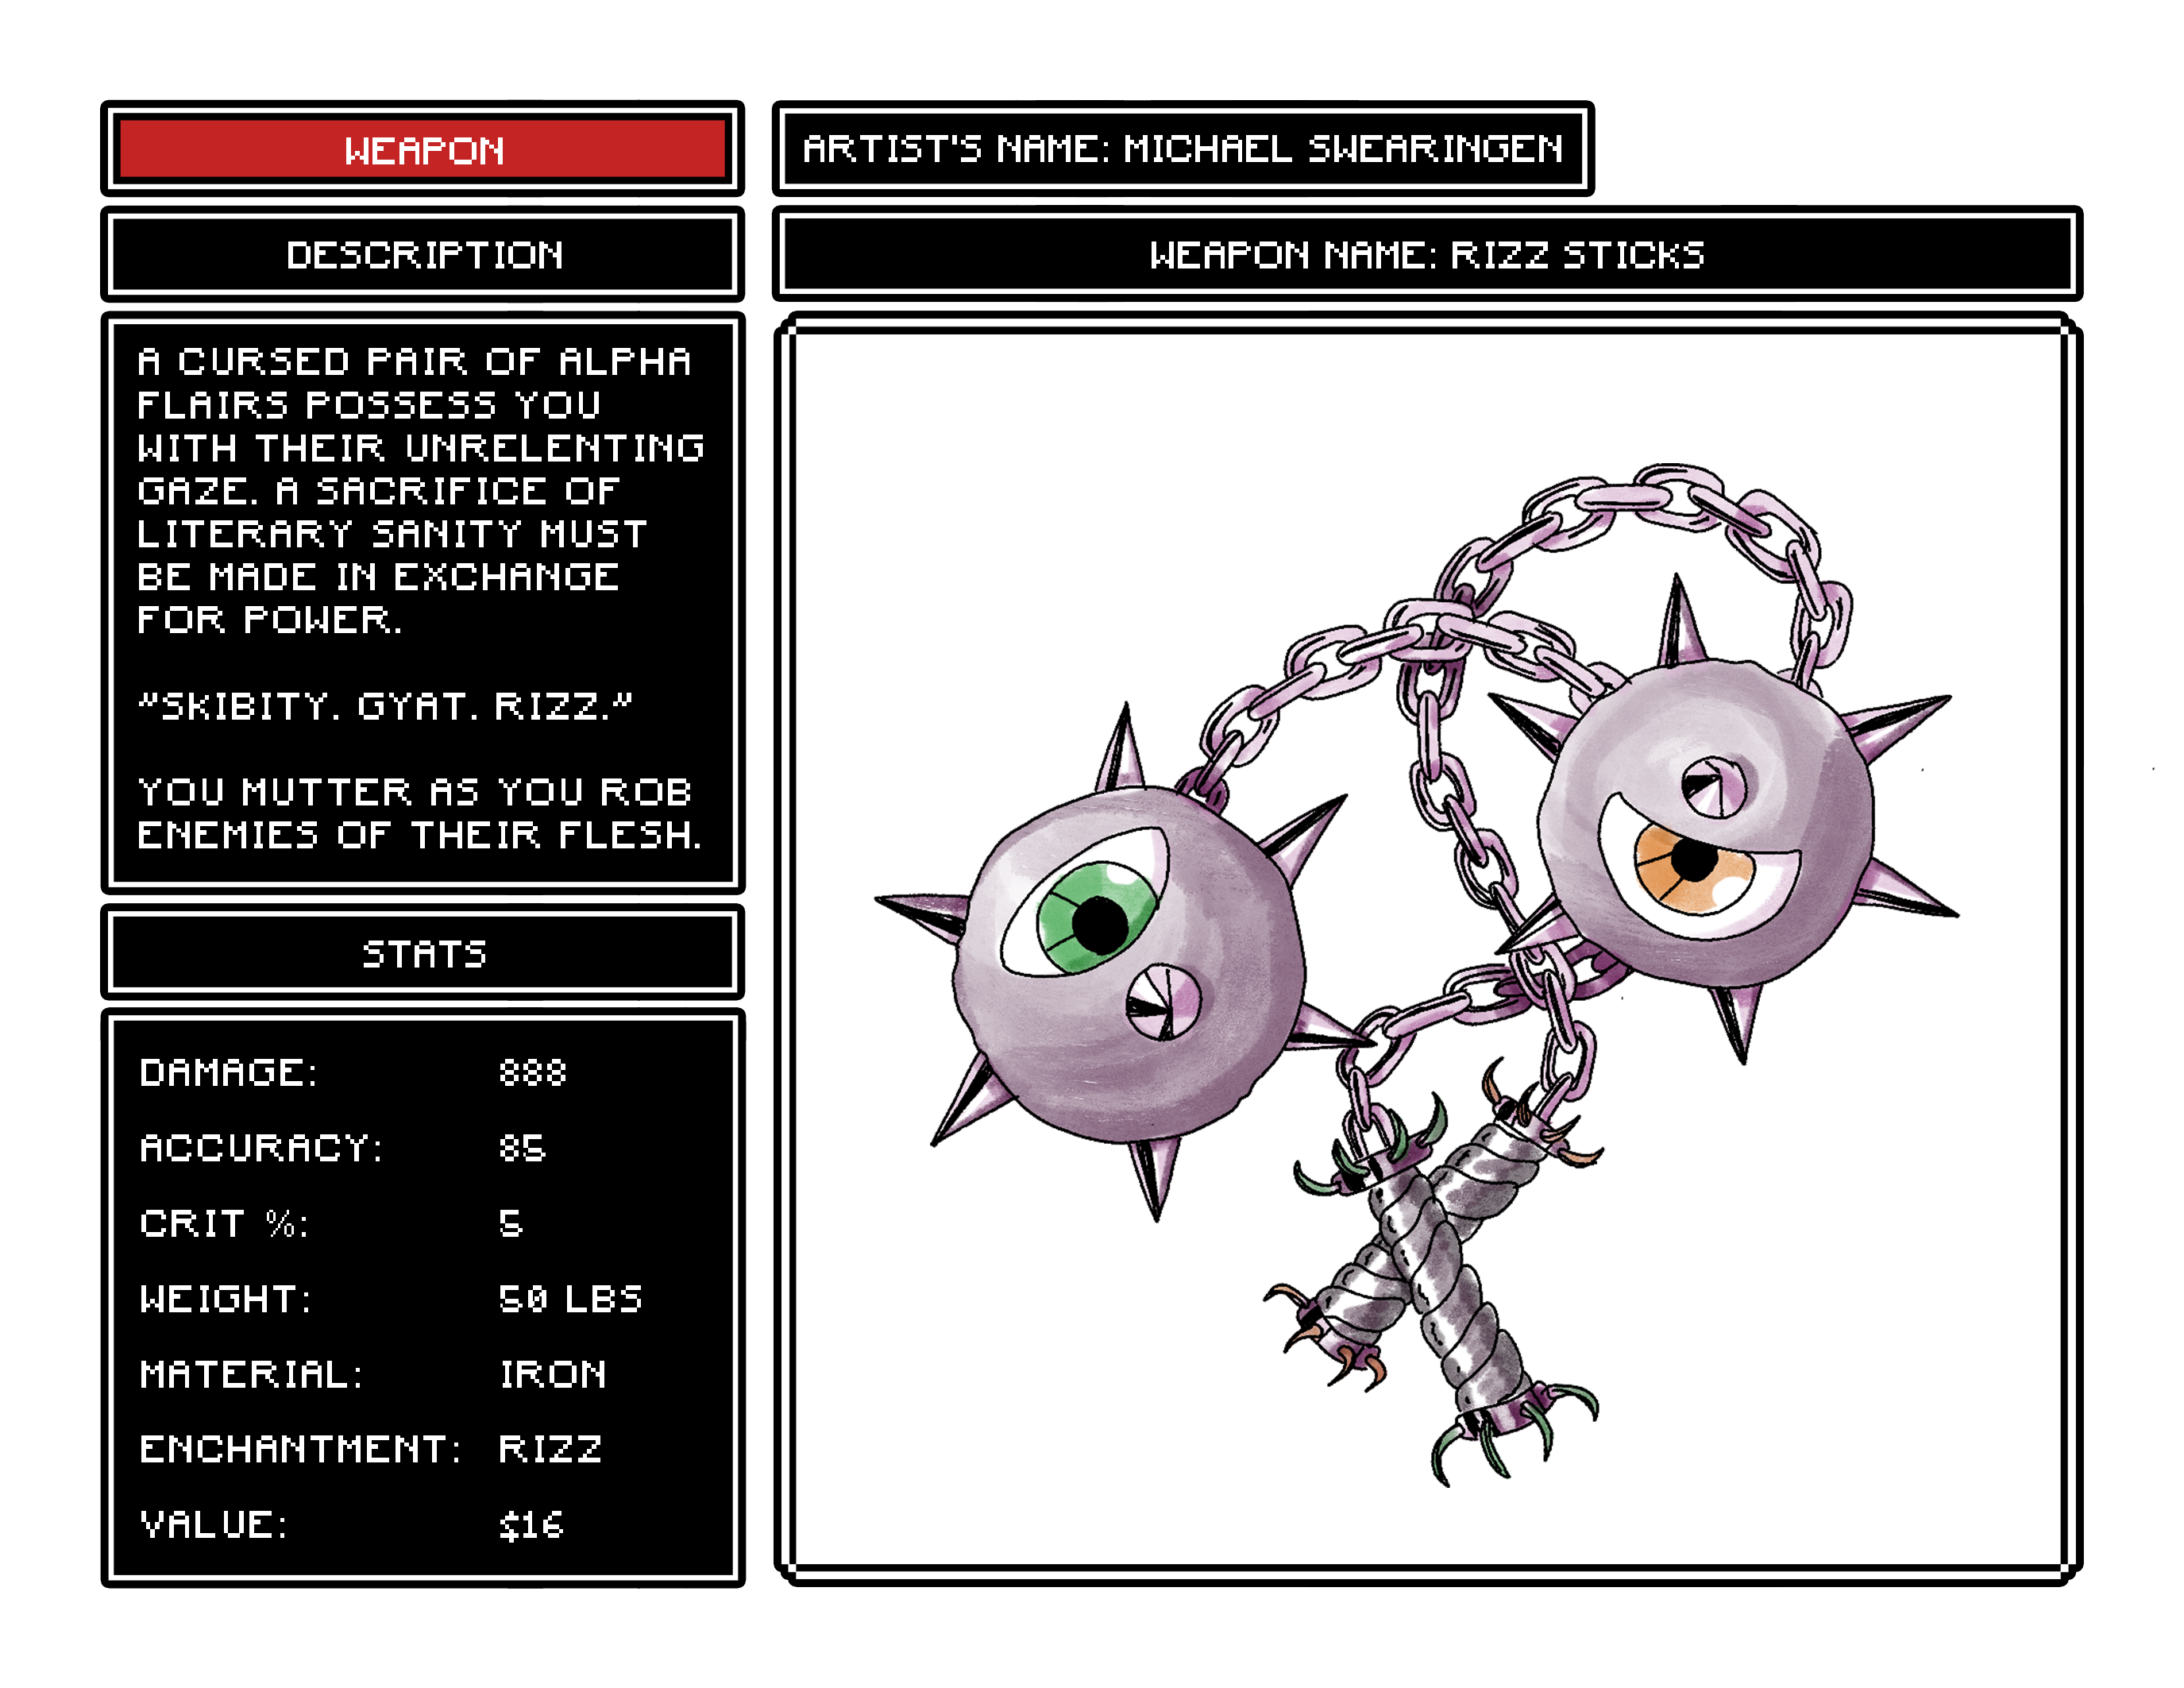 WEAPON
ARTIST'S NAME: MICHAEL SWEARINGEN
DESCRIPTION
WEAPON NAME: RIZZ STICKS
A CURSED PAIR OF ALPHA
FLAIRS POSSESS YOU
WITH THEIR UNRELENTING
GAZE. A SACRIFICE OF
LITERARY SANITY MUST
BE MADE IN EXCHANGE
FOR POWER.
"SKIBITY. GYAT. RIZZ."
YOU MUTTER AS YOU ROB
ENEMIES OF THEIR FLESH.
STATS
DAMAGE: 888
ACCURACY: 85
CRIT %: 5
WEIGHT: 50 LBS
MATERIAL: IRON
ENCHANTMENT: RIZZ
VALUE: $16